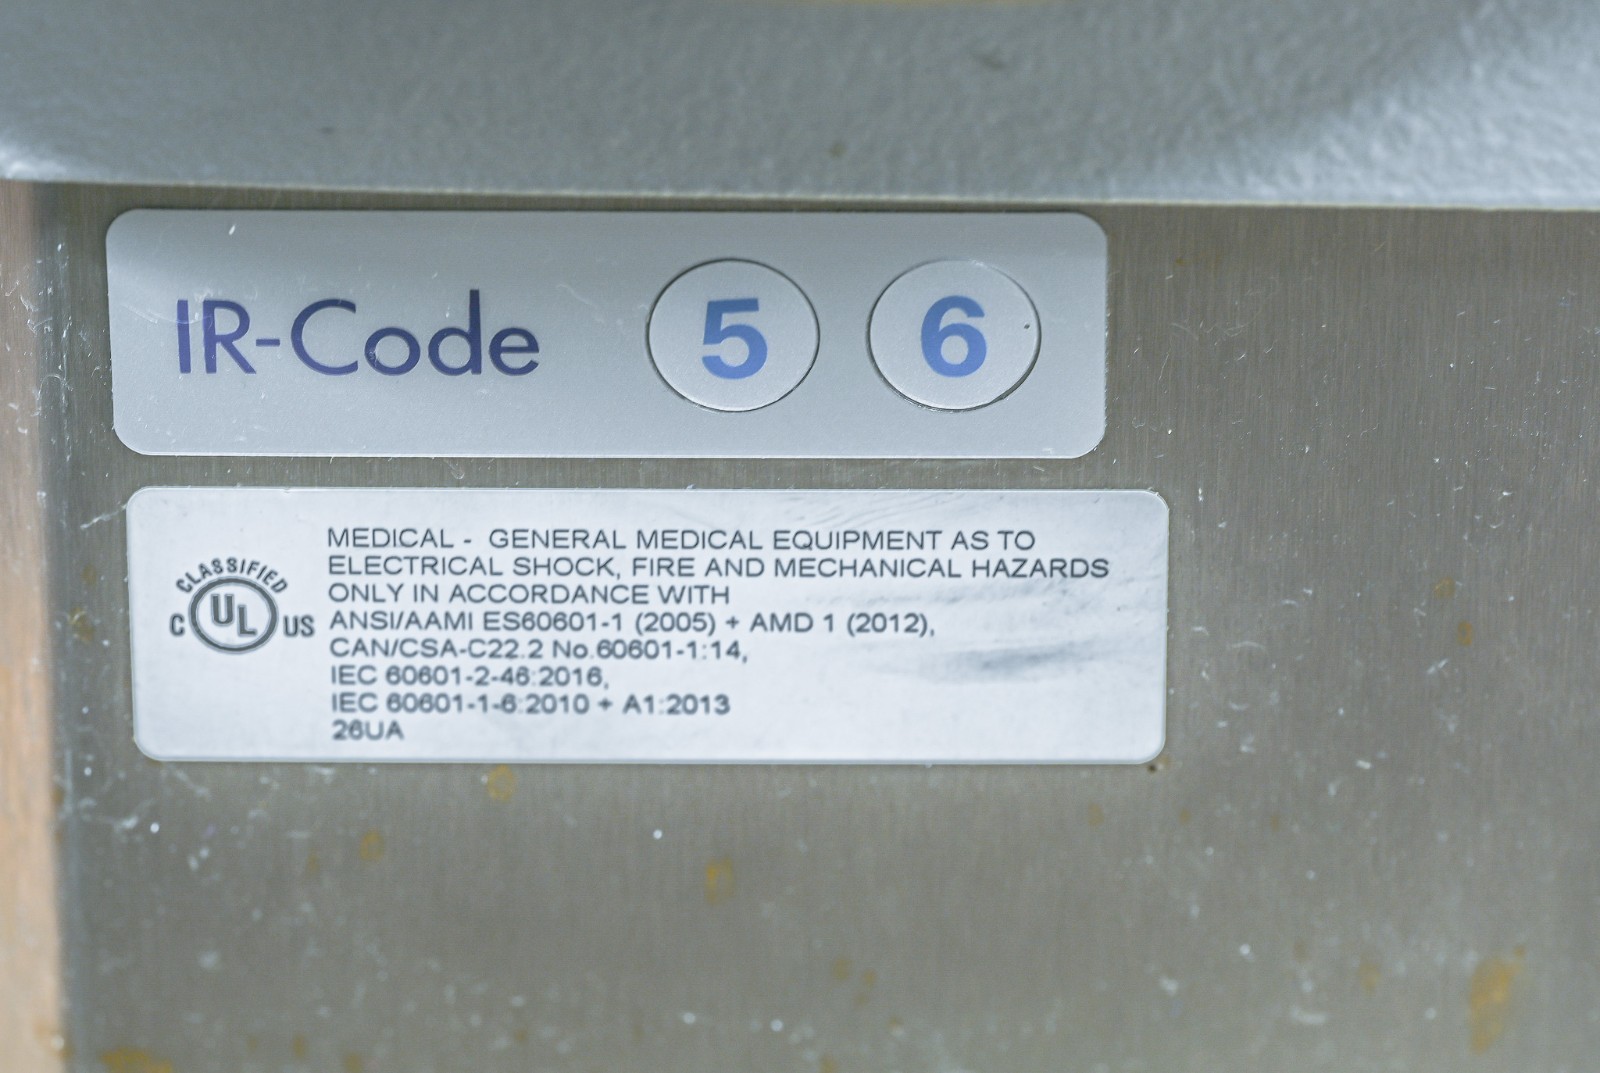 IR-Code 5 6
CLASSIFIED
C UL US
MEDICAL - GENERAL MEDICAL EQUIPMENT AS TO
ELECTRICAL SHOCK, FIRE AND MECHANICAL HAZARDS
ONLY IN ACCORDANCE WITH
ANSI/AAMI ES60601-1 (2005) + AMD 1 (2012),
CAN/CSA-C22.2 No.60601-1:14,
IEC 60601-2-46:2016,
IEC 60601-1-6:2010 + A1:2013
26UA